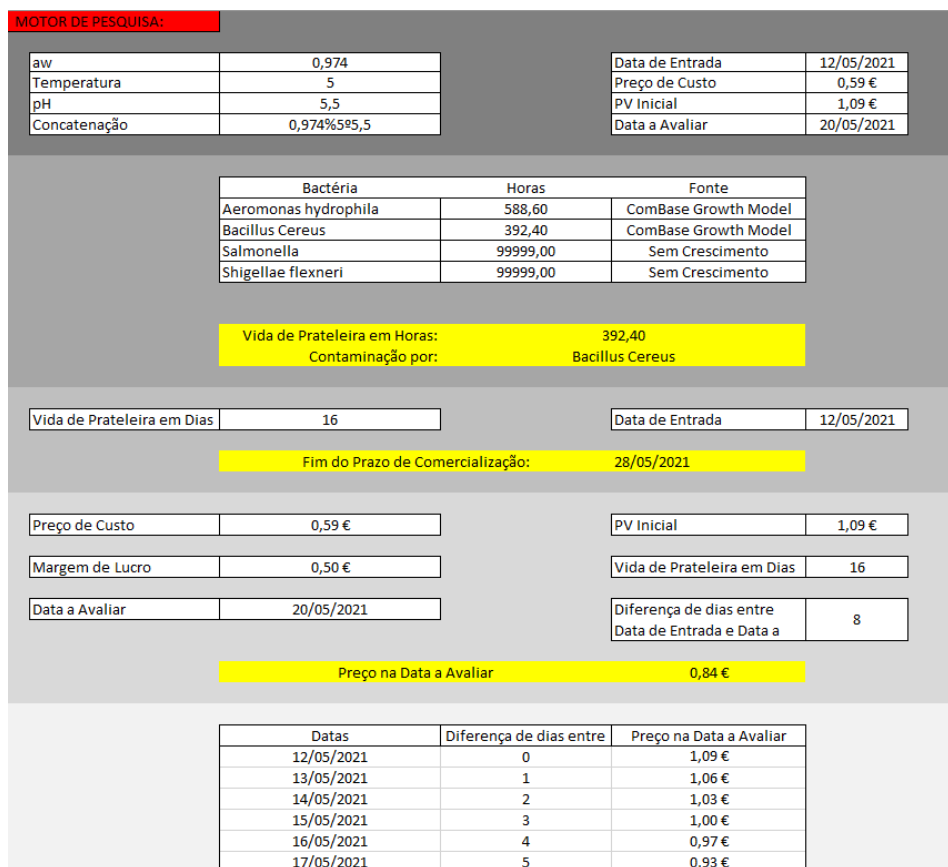 MOTOR DE PESQUISA:
aw 0,974 Data de Entrada 12/05/2021
Temperatura 5 Preço de Custo 0,59 €
pH 5,5 PV Inicial 1,09 €
Concatenação 0,974%5º5,5 Data a Avaliar 20/05/2021
Bactéria Horas Fonte
Aeromonas hydrophila 588,60 ComBase Growth Model
Bacillus Cereus 392,40 ComBase Growth Model
Salmonella 99999,00 Sem Crescimento
Shigellae flexneri 99999,00 Sem Crescimento
Vida de Prateleira em Horas: 392,40
Contaminação por: Bacillus Cereus
Vida de Prateleira em Dias 16 Data de Entrada 12/05/2021
Fim do Prazo de Comercialização: 28/05/2021
Preço de Custo 0,59 € PV Inicial 1,09 €
Margem de Lucro 0,50 € Vida de Prateleira em Dias 16
Data a Avaliar 20/05/2021 Diferença de dias entre
Data de Entrada e Data a 8
Preço na Data a Avaliar 0,84 €
Datas Diferença de dias entre Preço na Data a Avaliar
12/05/2021 0 1,09 €
13/05/2021 1 1,06 €
14/05/2021 2 1,03 €
15/05/2021 3 1,00 €
16/05/2021 4 0,97 €
17/05/2021 5 0,93 €